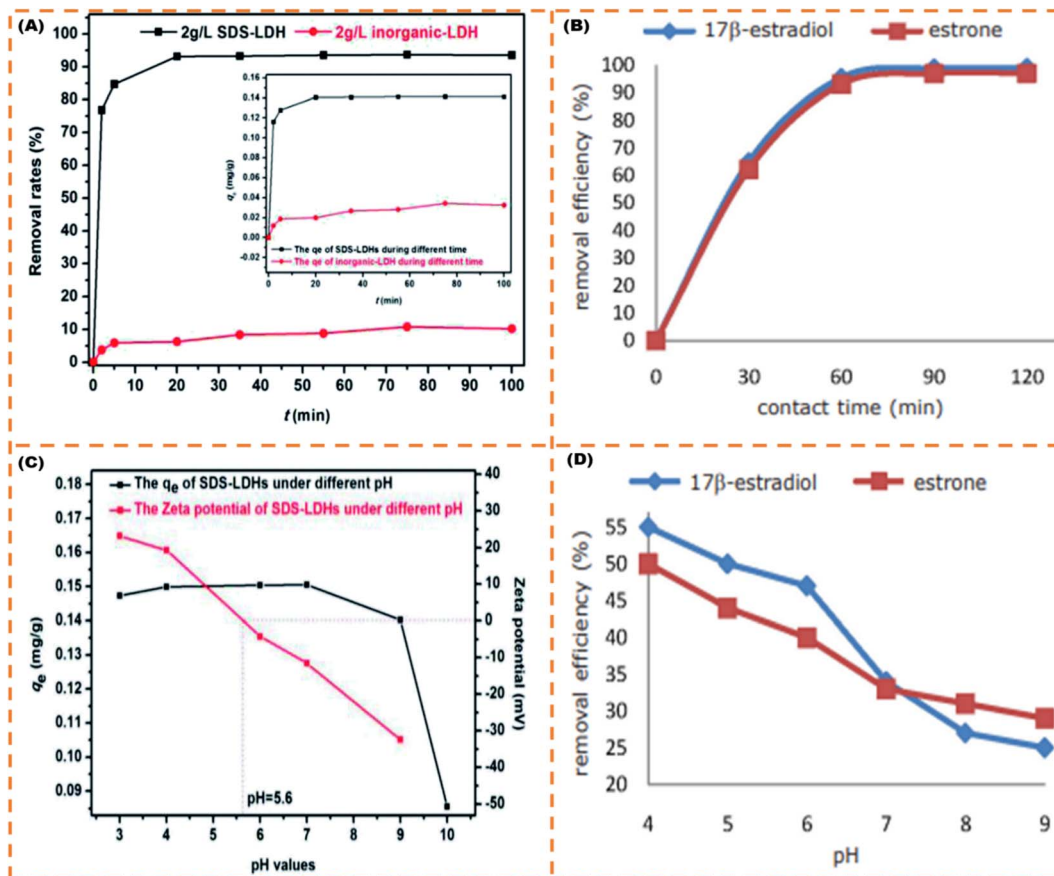 (A)
2g/L SDS-LDH 2g/L inorganic-LDH
100
90
80
70
60
50
40
30
20
10
0
Removal rates (%)
0 10 20 30 40 50 60 70 80 90 100
t (min)
0.16
0.14
0.12
0.10
0.08
0.06
0.04
0.02
0.00
-0.02
(mg/g)
The qe of SDS-LDHs during different time
The qe of inorganic-LDH during different time
0 20 40 60 80 100
t (min)
(B)
17β-estradiol estrone
100
90
80
70
60
50
40
30
20
10
0
removal efficiency (%)
0 30 60 90 120
contact time (min)
(C)
The qe of SDS-LDHs under different pH
The Zeta potential of SDS-LDHs under different pH
0.18
0.17
0.16
0.15
0.14
0.13
0.12
0.11
0.10
0.09
qe (mg/g)
40
30
20
10
0
-10
-20
-30
-40
-50
Zeta potential (mV)
pH=5.6
3 4 5 6 7 8 9 10
pH values
(D)
17β-estradiol estrone
55
50
45
40
35
30
25
20
removal efficiency (%)
4 5 6 7 8 9
pH